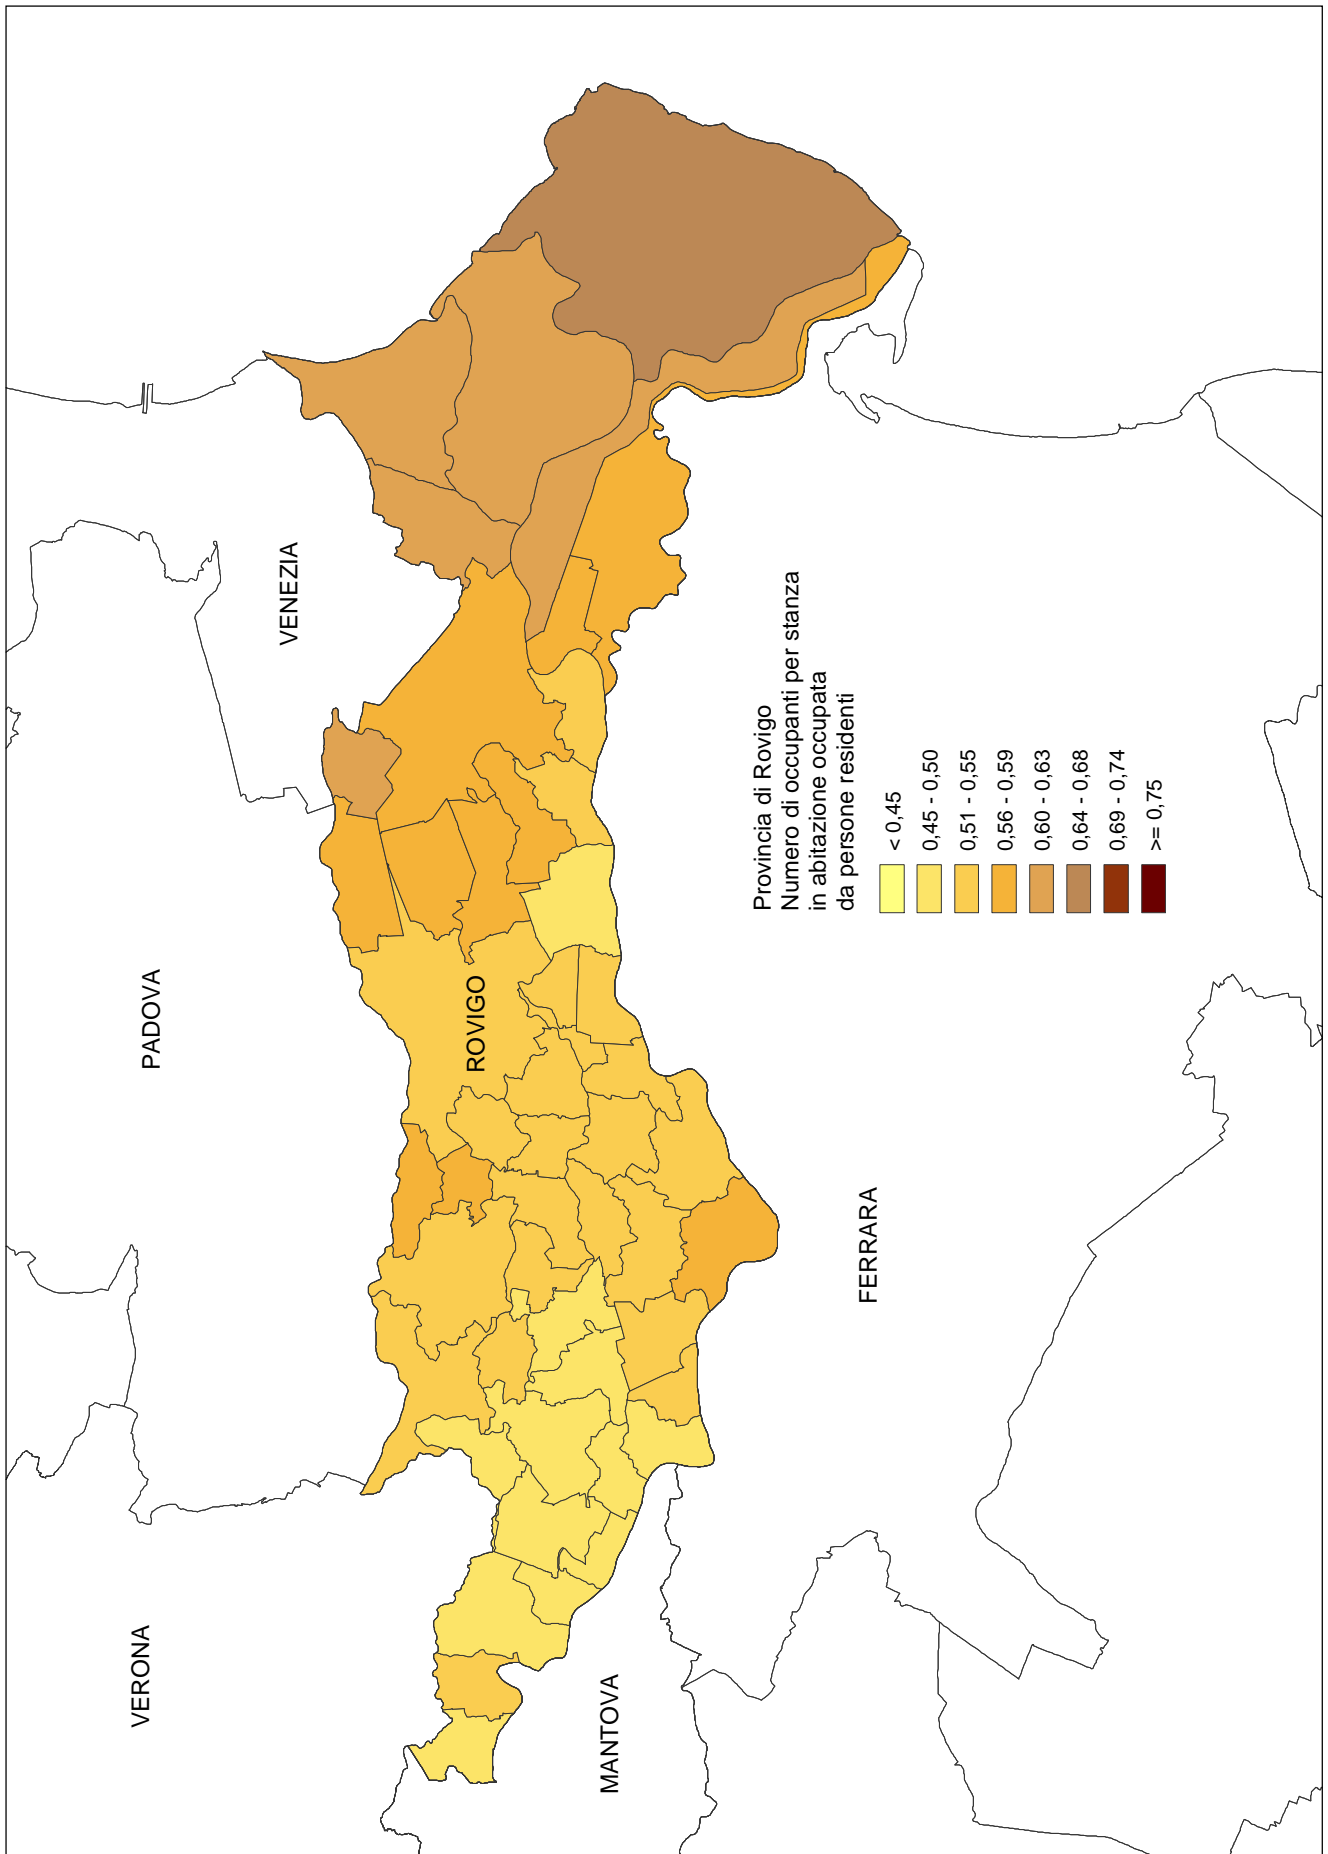 VENEZIA
PADOVA
ROVIGO
VERONA
MANTOVA
FERRARA
Provincia di Rovigo
Numero di occupanti per stanza
in abitazione occupata
da persone residenti
< 0,45
0,45 - 0,50
0,51 - 0,55
0,56 - 0,59
0,60 - 0,63
0,64 - 0,68
0,69 - 0,74
>= 0,75